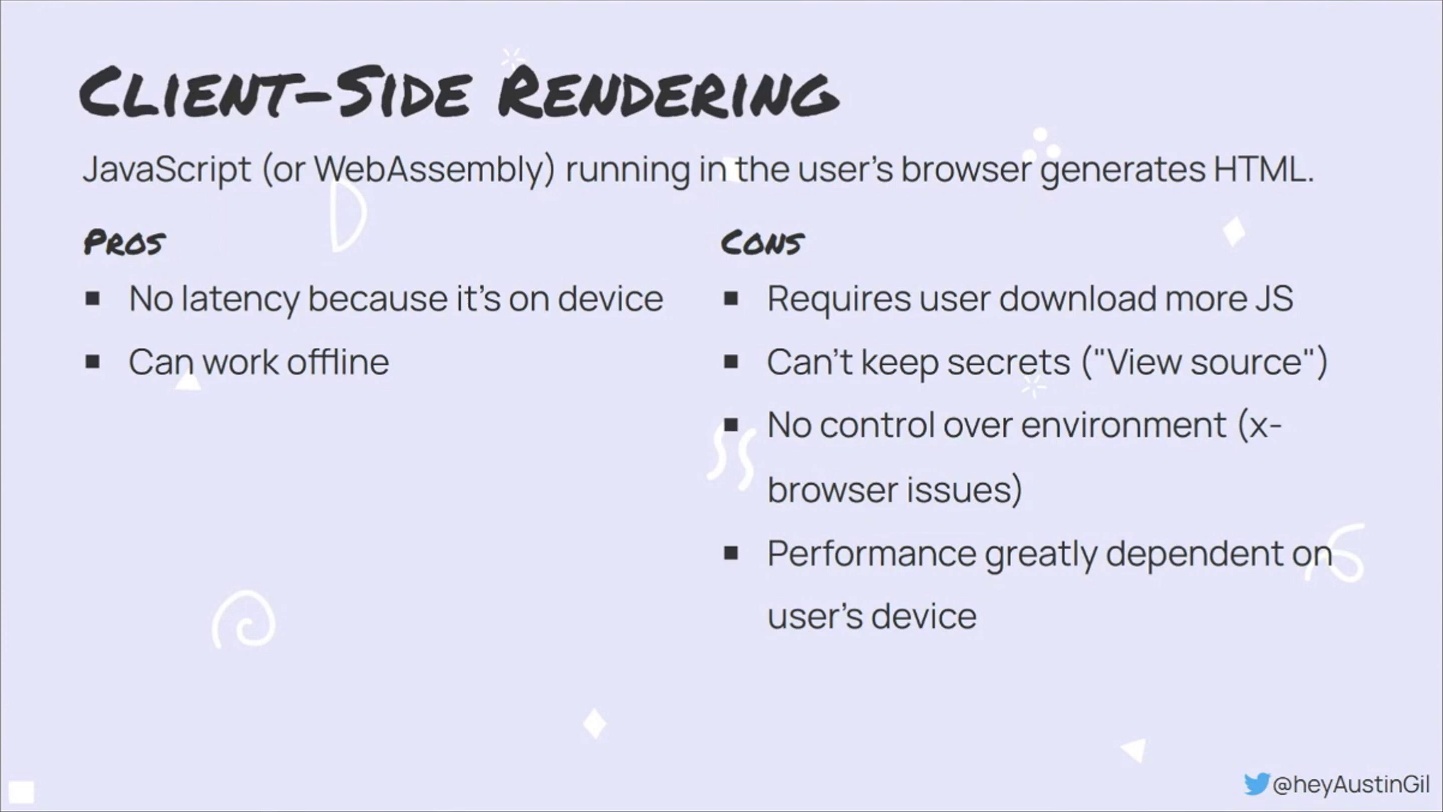 Client-Side Rendering
JavaScript (or WebAssembly) running in the user's browser generates HTML.
Pros
■ No latency because it's on device
■ Can work offline
Cons
■ Requires user download more JS
■ Can't keep secrets ("View source")
■ No control over environment (x-
browser issues)
■ Performance greatly dependent on
user's device
@heyAustinGil